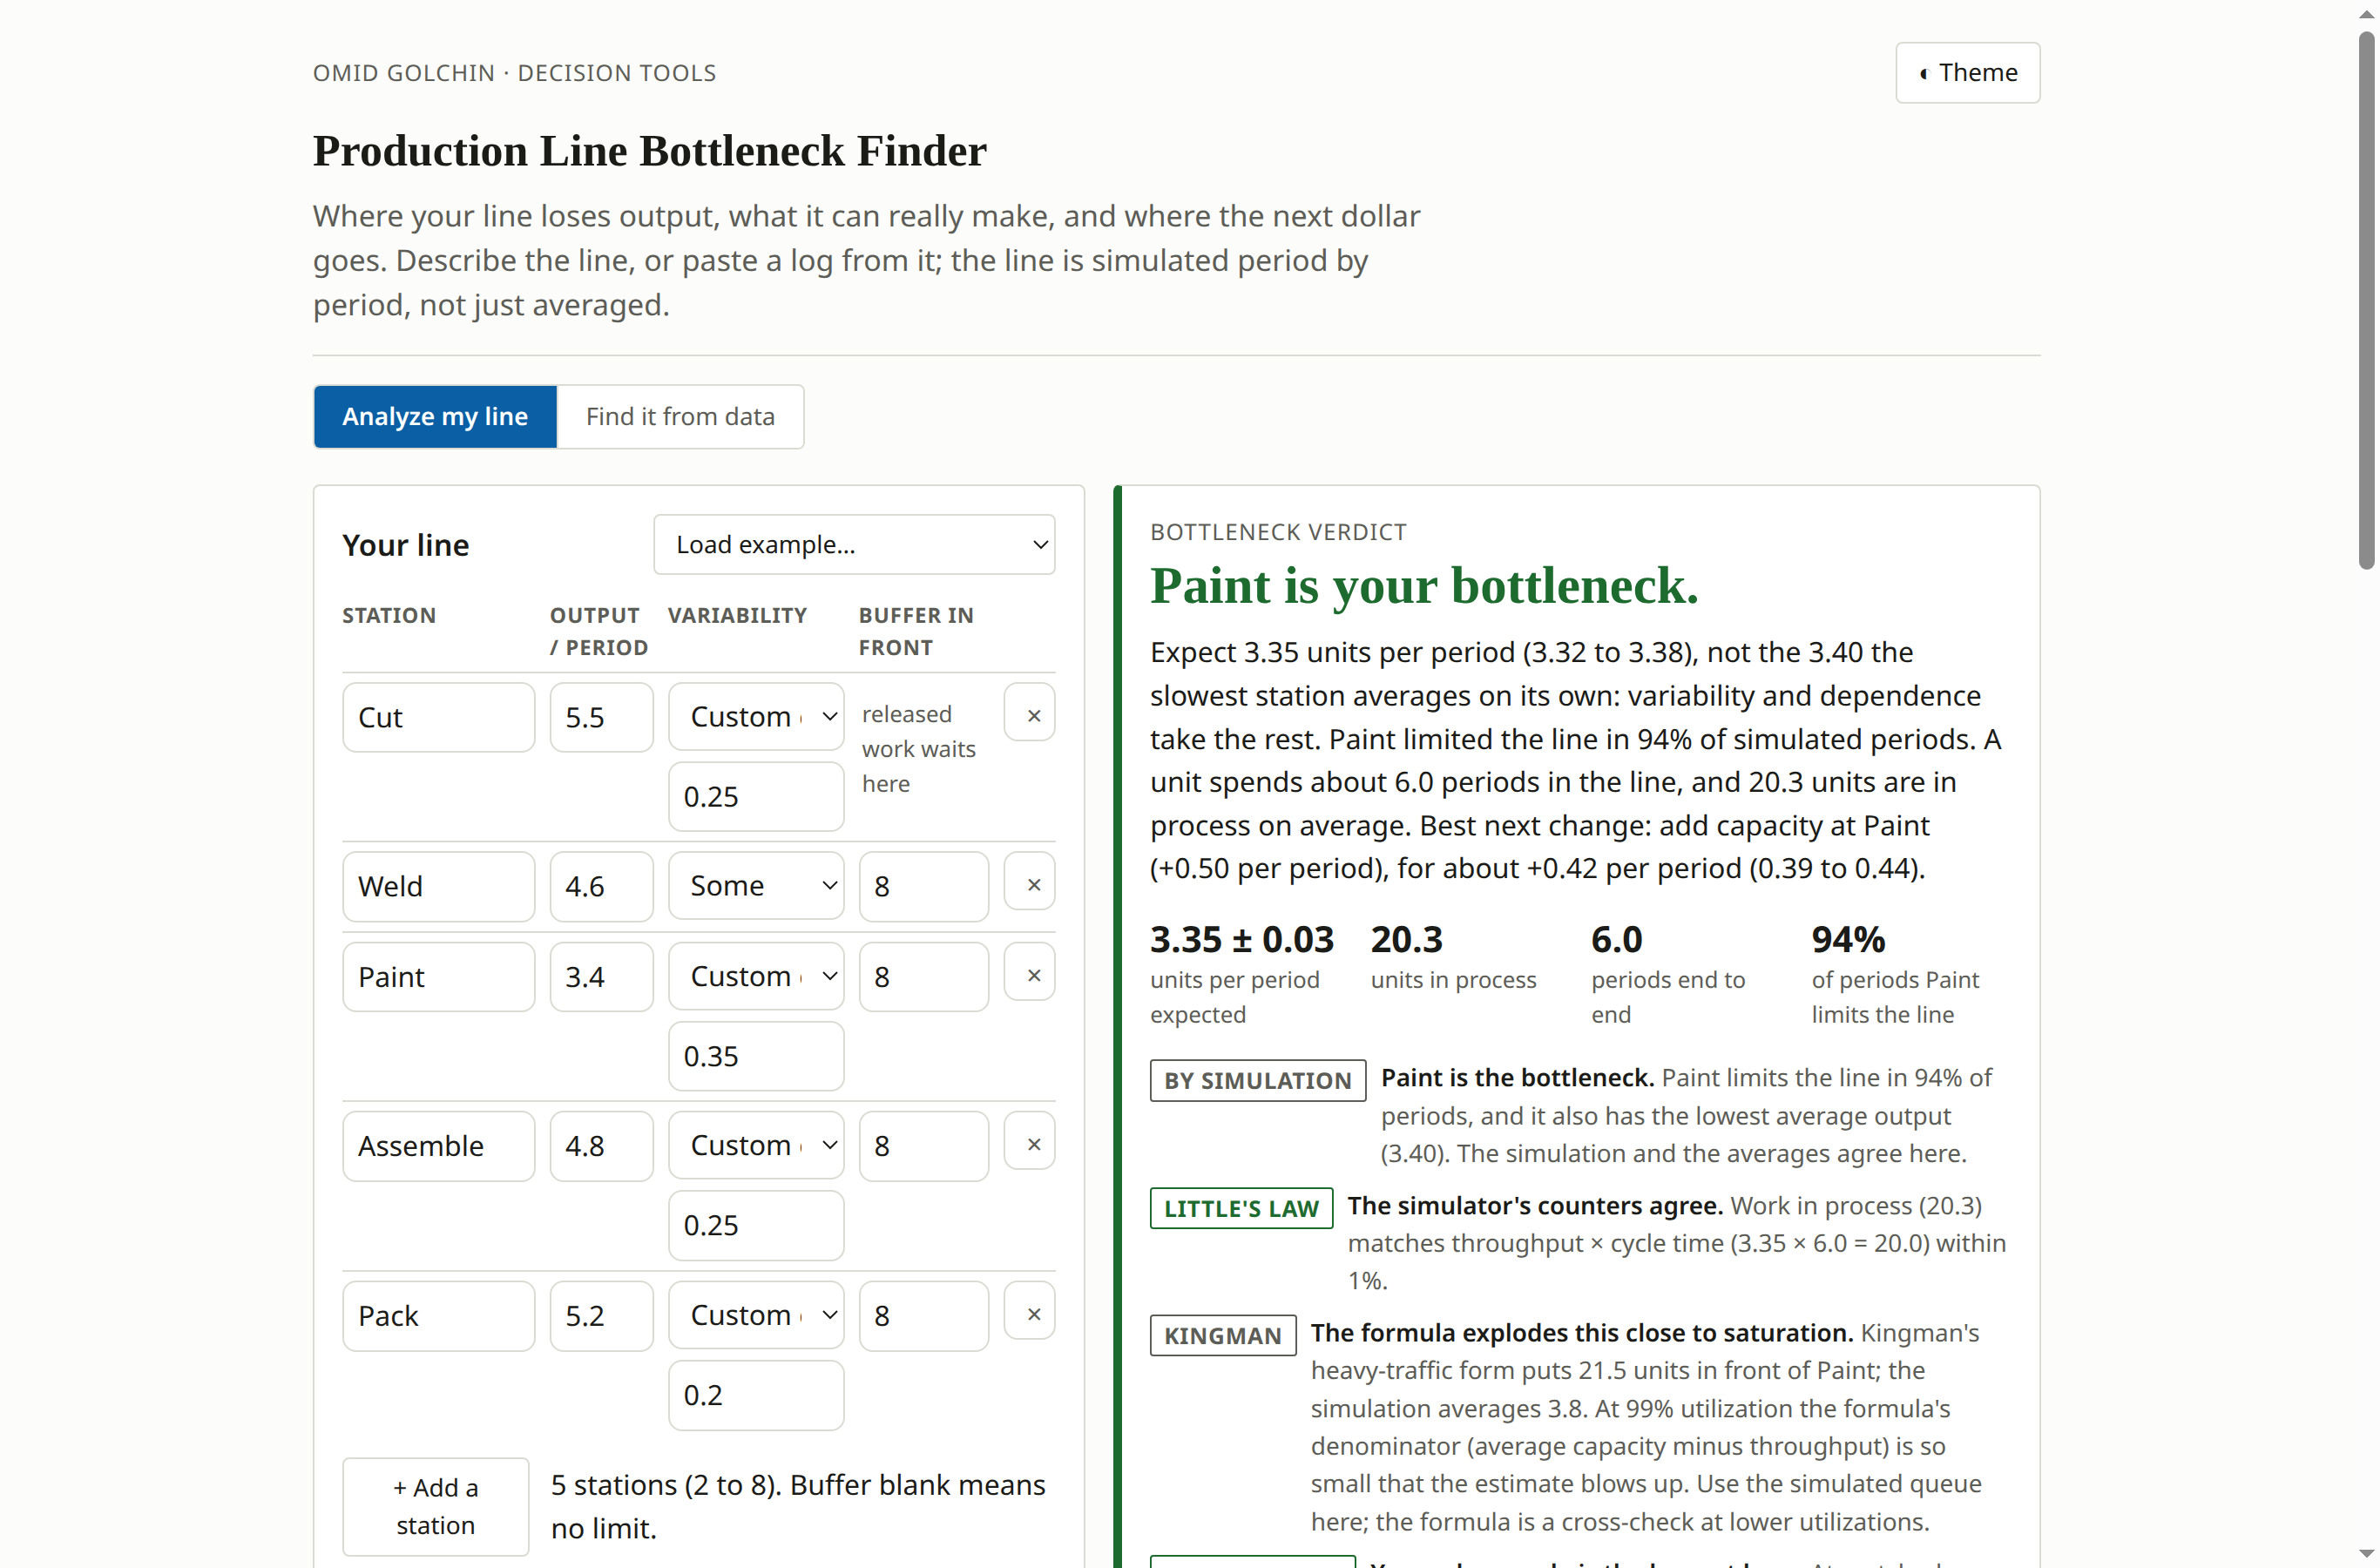 OMID GOLCHIN · DECISION TOOLS
◖ Theme
Production Line Bottleneck Finder
Where your line loses output, what it can really make, and where the next dollar
goes. Describe the line, or paste a log from it; the line is simulated period by
period, not just averaged.
Analyze my line
Find it from data
Your line
Load example...
STATION
OUTPUT
/ PERIOD
VARIABILITY
BUFFER IN
FRONT
Cut
5.5
Custom
0.25
released
work waits
here
×
Weld
4.6
Some
8
×
Paint
3.4
Custom
0.35
8
×
Assemble
4.8
Custom
0.25
8
×
Pack
5.2
Custom
0.2
8
×
+ Add a
station
5 stations (2 to 8). Buffer blank means
no limit.
BOTTLENECK VERDICT
Paint is your bottleneck.
Expect 3.35 units per period (3.32 to 3.38), not the 3.40 the
slowest station averages on its own: variability and dependence
take the rest. Paint limited the line in 94% of simulated periods. A
unit spends about 6.0 periods in the line, and 20.3 units are in
process on average. Best next change: add capacity at Paint
(+0.50 per period), for about +0.42 per period (0.39 to 0.44).
3.35 ± 0.03
units per period
expected
20.3
units in process
6.0
periods end to
end
94%
of periods Paint
limits the line
BY SIMULATION
Paint is the bottleneck. Paint limits the line in 94% of
periods, and it also has the lowest average output
(3.40). The simulation and the averages agree here.
LITTLE'S LAW
The simulator's counters agree. Work in process (20.3)
matches throughput × cycle time (3.35 × 6.0 = 20.0) within
1%.
KINGMAN
The formula explodes this close to saturation. Kingman's
heavy-traffic form puts 21.5 units in front of Paint; the
simulation averages 3.8. At 99% utilization the formula's
denominator (average capacity minus throughput) is so
small that the estimate blows up. Use the simulated queue
here; the formula is a cross-check at lower utilizations.